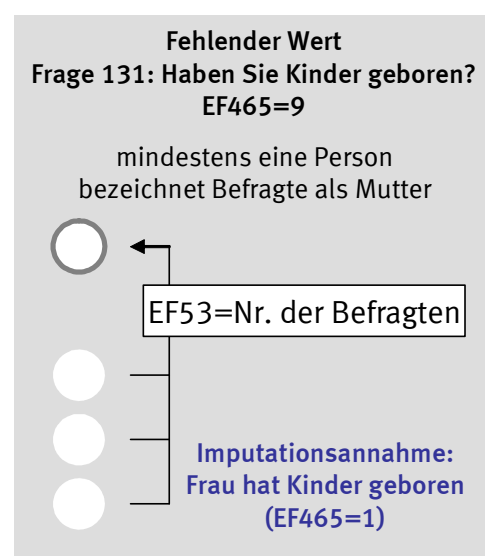 Fehlender Wert
Frage 131: Haben Sie Kinder geboren?
EF465=9
mindestens eine Person
bezeichnet Befragte als Mutter
EF53=Nr. der Befragten
Imputationsannahme:
Frau hat Kinder geboren
(EF465=1)